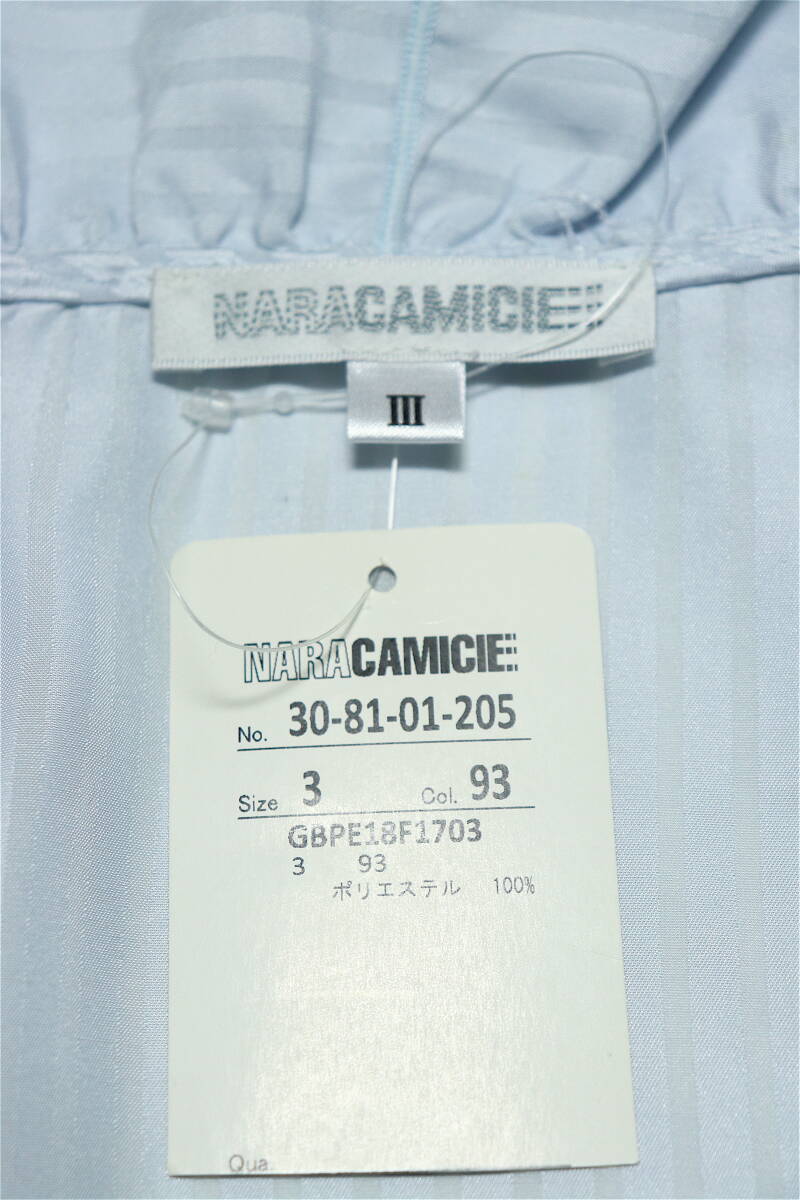 NARACAMICIE
III
NARACAMICIE
No. 30-81-01-205
Size 3 Col. 93
GBPE18F1703
3 93
ポリエステル 100%
Qua